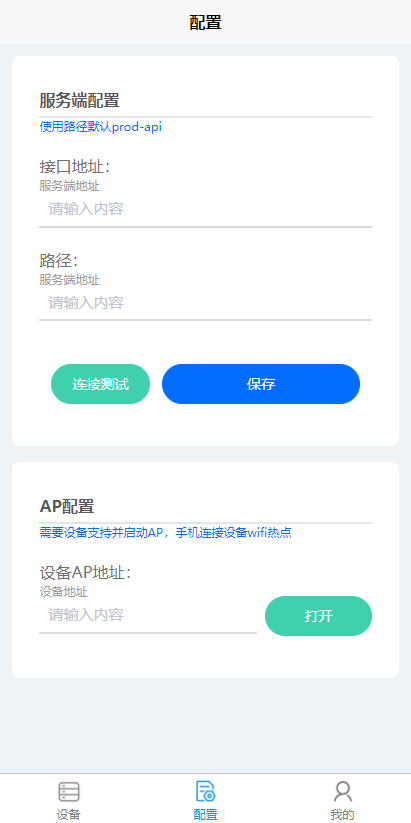 配置
服务端配置
使用路径默认prod-api
接口地址：
服务端地址
请输入内容
路径：
服务端地址
请输入内容
连接测试 保存
AP配置
需要设备支持并启动AP，手机连接设备wifi热点
设备AP地址：
设备地址
请输入内容 打开
设备 配置 我的